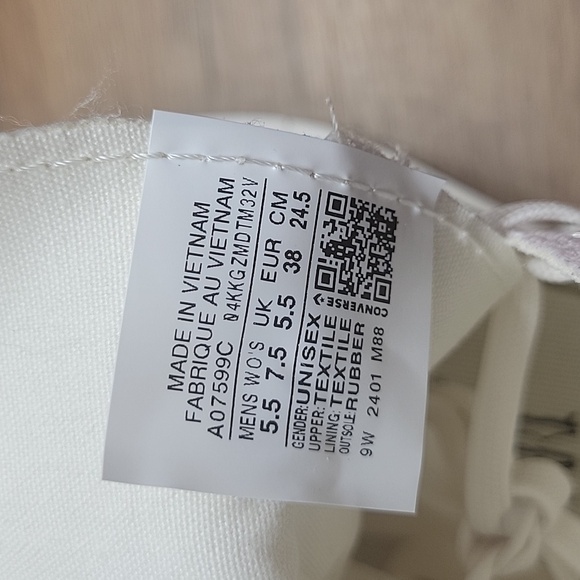 MADE IN VIETNAM
FABRIQUE AU VIETNAM
A07599C 04KKGZMDTM32V
MENS WO'S UK EUR CM
5.5 7.5 5.5 38 24.5
GENDER: UNISEX
UPPER: TEXTILE
LINING: TEXTILE
OUTSOLE: RUBBER
9W 2401 M88
CONVERSE